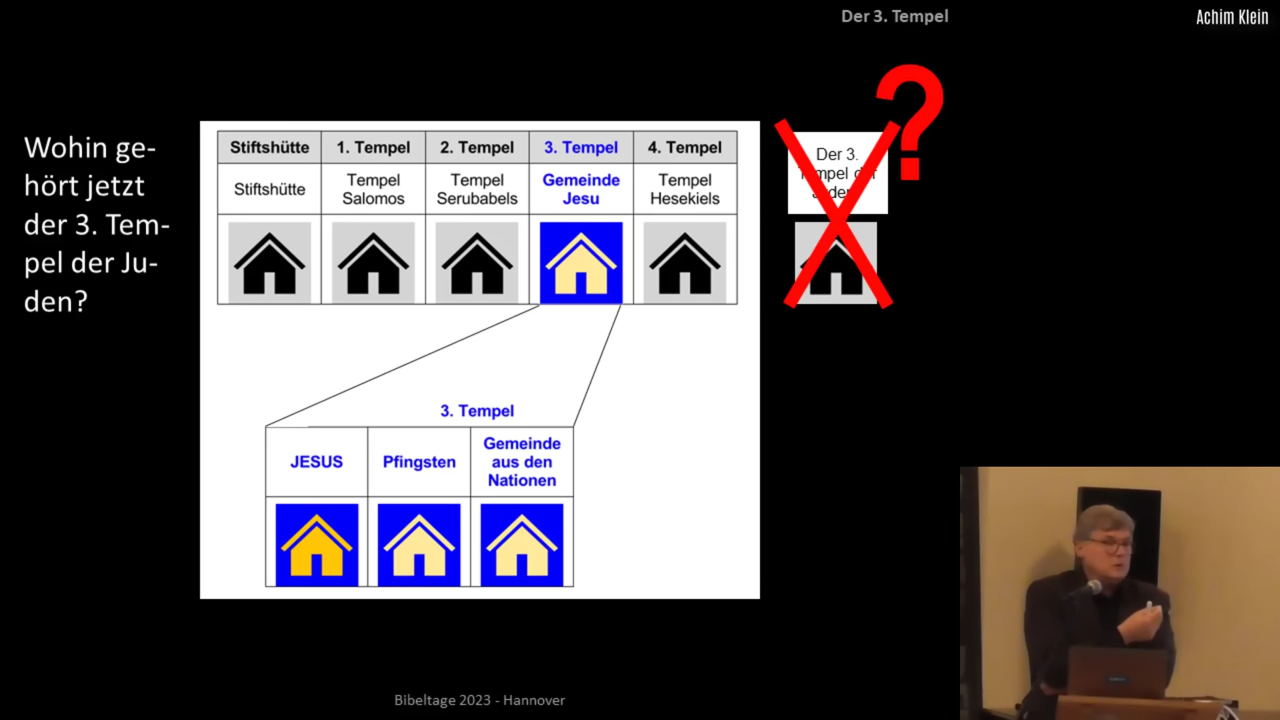 Der 3. Tempel
Achim Klein
Wohin ge-
hört jetzt
der 3. Tem-
pel der Ju-
den?
Stiftshütte
1. Tempel
2. Tempel
3. Tempel
4. Tempel
Stiftshütte
Tempel
Salomos
Tempel
Serubabels
Gemeinde
Jesu
Tempel
Hesekiels
Der 3.
Tempel der
Juden
?
3. Tempel
JESUS
Pfingsten
Gemeinde
aus den
Nationen
Bibeltage 2023 - Hannover